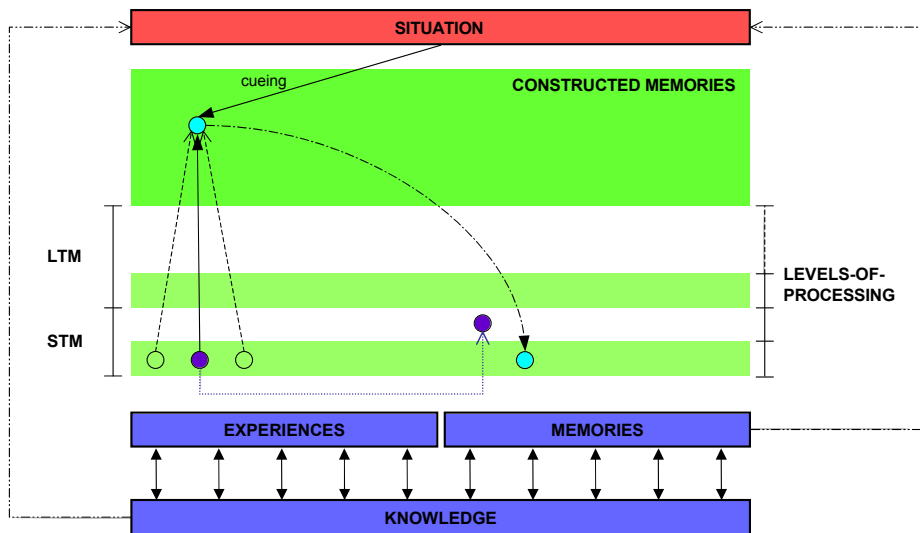 SITUATION
cueing
CONSTRUCTED MEMORIES
LTM
LEVELS-OF-
PROCESSING
STM
EXPERIENCES
MEMORIES
KNOWLEDGE